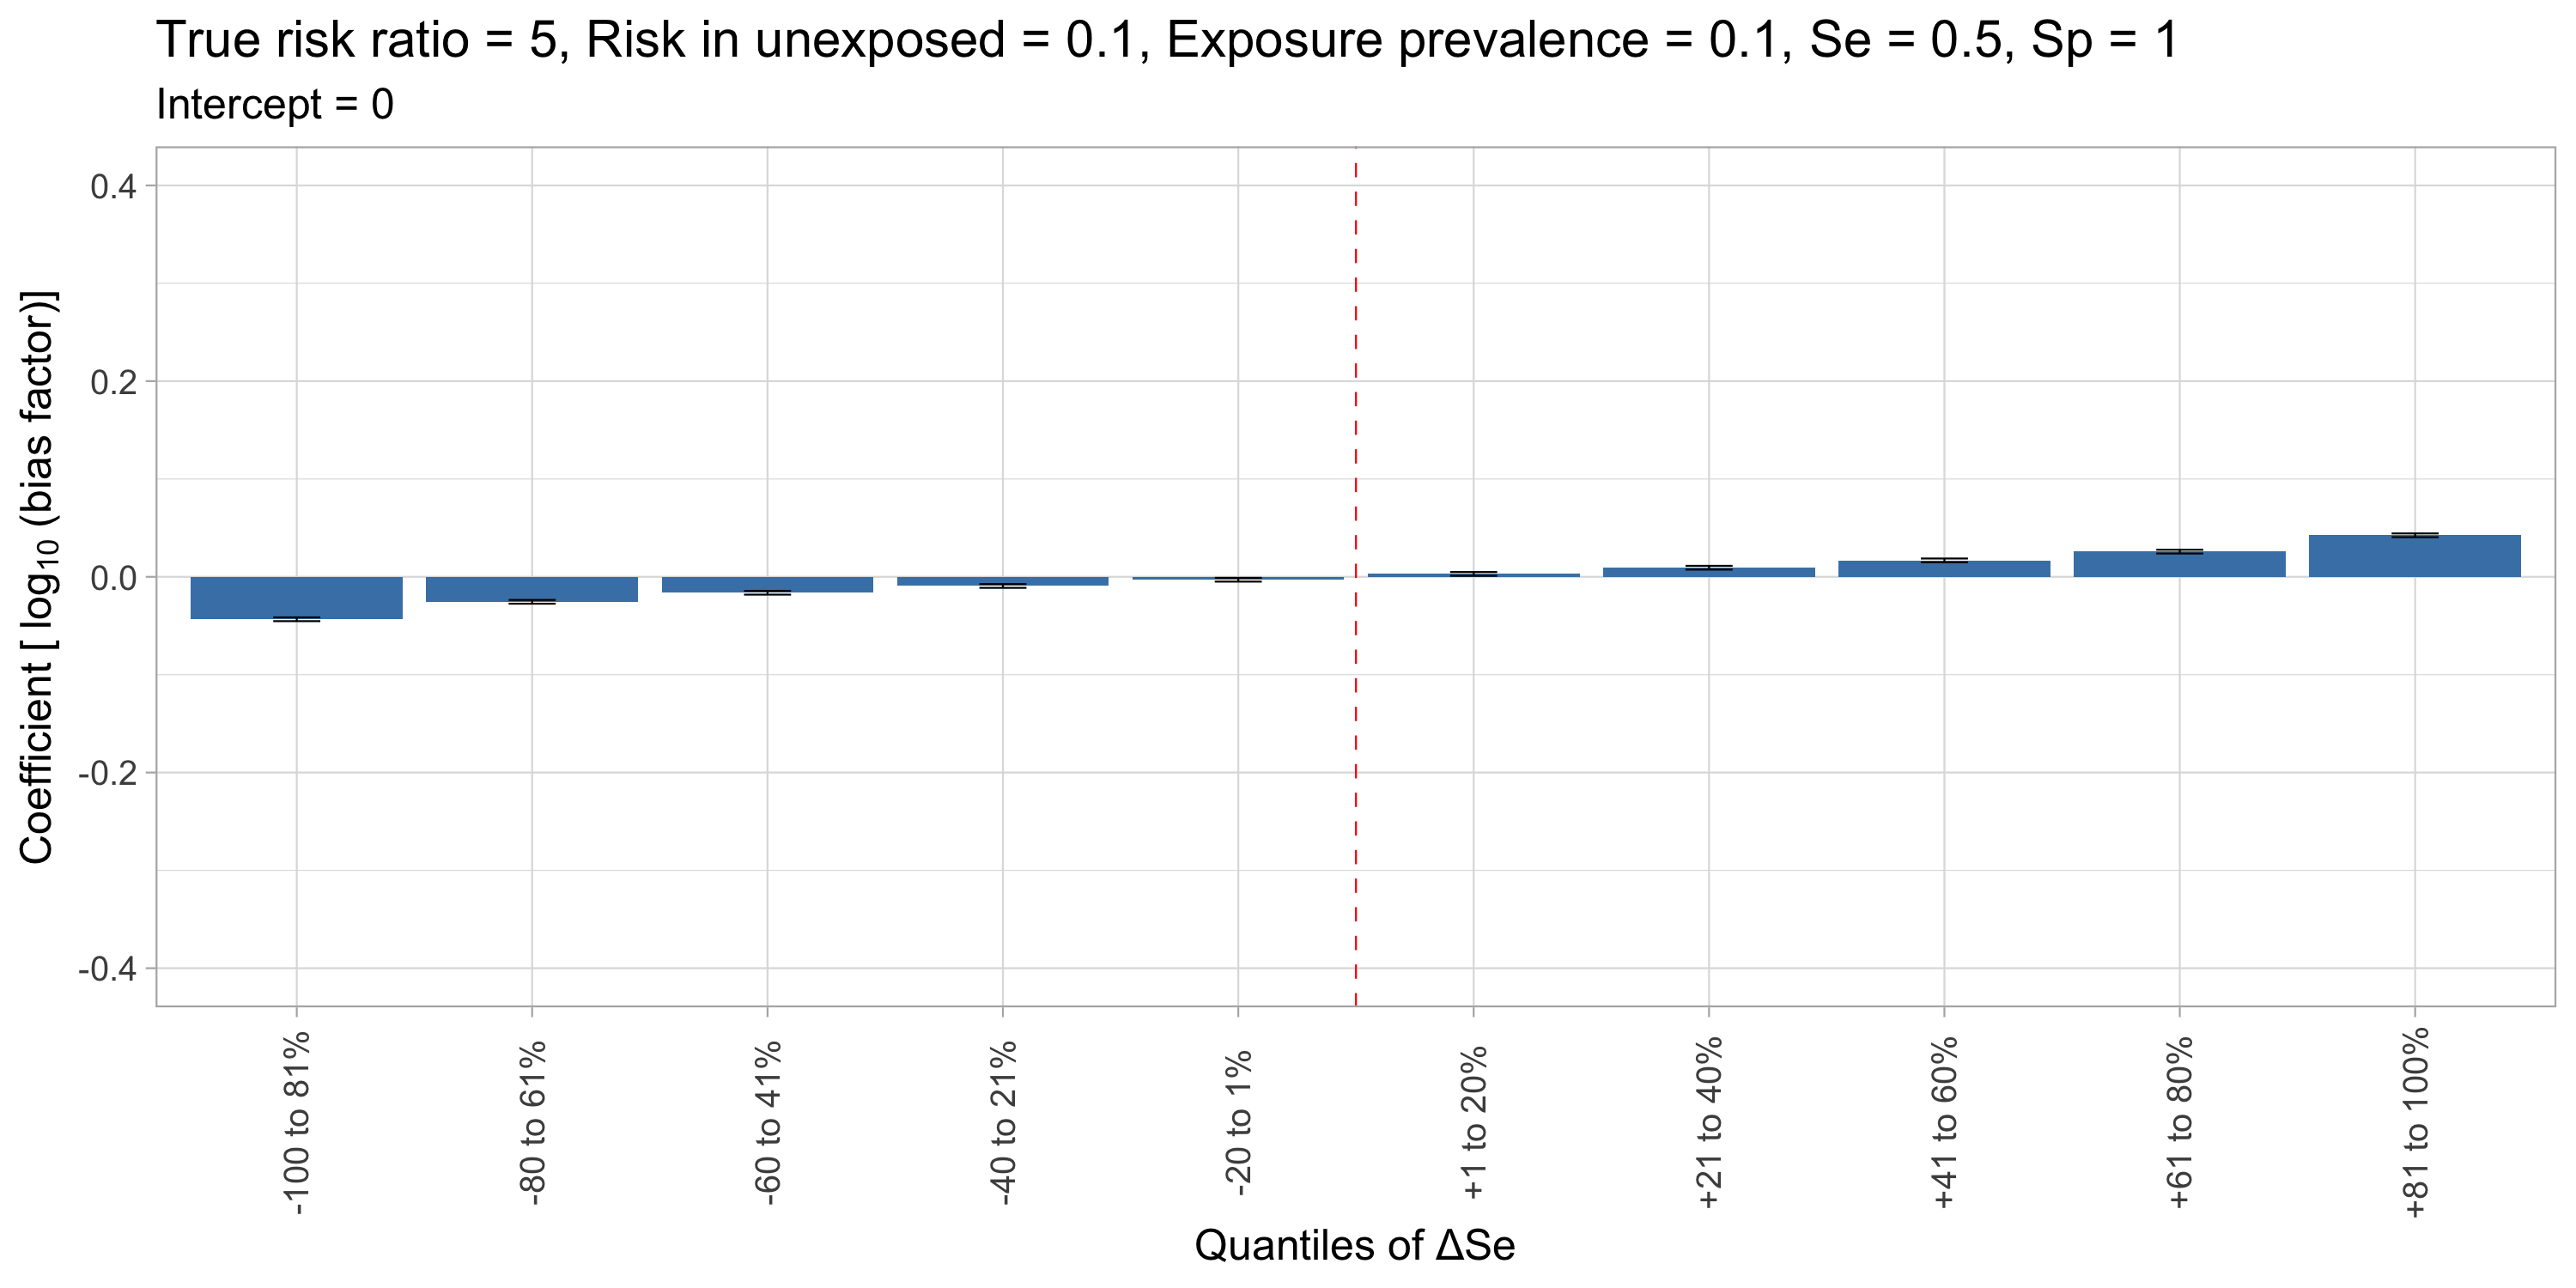 True risk ratio = 5, Risk in unexposed = 0.1, Exposure prevalence = 0.1, Se = 0.5, Sp = 1
Intercept = 0
Coefficient [ log10 (bias factor)]
0.4
0.2
0.0
-0.2
-0.4
-100 to 81%
-80 to 61%
-60 to 41%
-40 to 21%
-20 to 1%
+1 to 20%
+21 to 40%
+41 to 60%
+61 to 80%
+81 to 100%
Quantiles of ΔSe